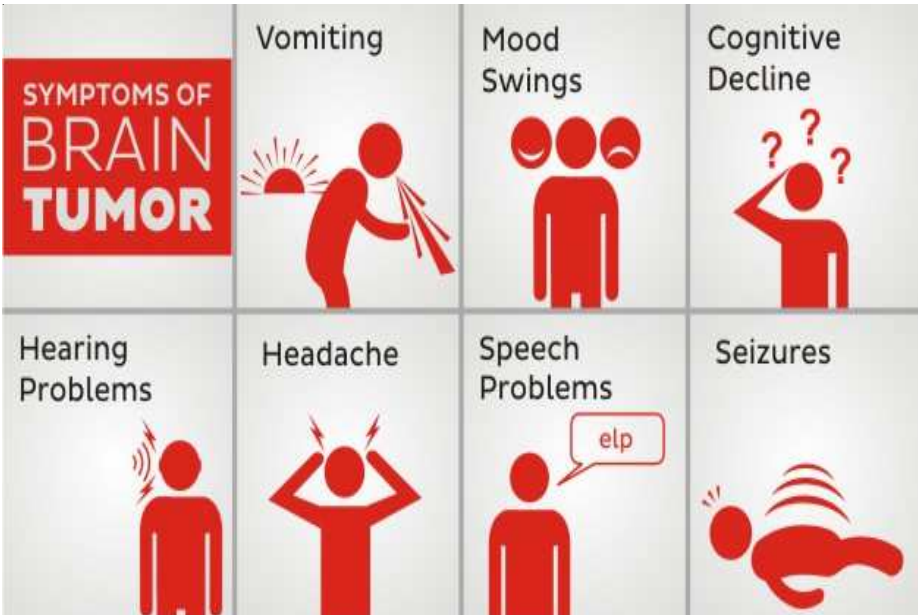 SYMPTOMS OF
BRAIN
TUMOR
Vomiting
Mood
Swings
Cognitive
Decline
? ? ?
Hearing
Problems
Headache
Speech
Problems
elp
Seizures